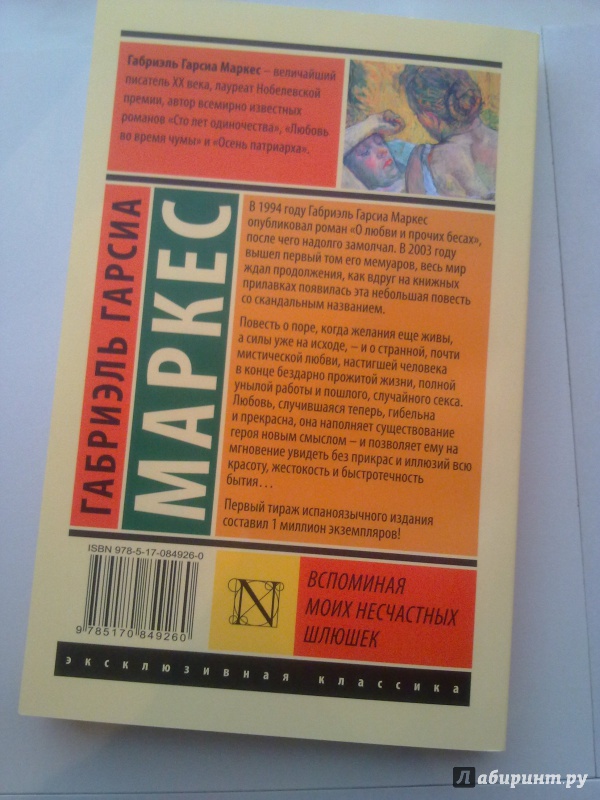 Габриэль Гарсиа Маркес – величайший
писатель XX века, лауреат Нобелевской
премии, автор всемирно известных
романов «Сто лет одиночества», «Любовь
во время чумы» и «Осень патриарха».
ГАБРИЭЛЬ ГАРСИА
МАРКЕС
В 1994 году Габриэль Гарсиа Маркес
опубликовал роман «О любви и прочих бесах»,
после чего надолго замолчал. В 2003 году
вышел первый том его мемуаров, весь мир
ждал продолжения, как вдруг на книжных
прилавках появилась эта небольшая повесть
со скандальным названием.
Повесть о поре, когда желания еще живы,
а силы уже на исходе, – и о странной, почти
мистической любви, настигшей человека
в конце бездарно прожитой жизни, полной
унылой работы и пошлого, случайного секса.
Любовь, случившаяся теперь, гибельна
и прекрасна, она наполняет существование
героя новым смыслом – и позволяет ему на
мгновение увидеть без прикрас и иллюзий всю
красоту, жестокость и быстротечность
бытия…
Первый тираж испаноязычного издания
составил 1 миллион экземпляров!
ISBN 978-5-17-084926-0
9 785170 849260
N
ВСПОМИНАЯ
МОИХ НЕСЧАСТНЫХ
ШЛЮШЕК
эксклюзивная классика
Лабиринт.ру